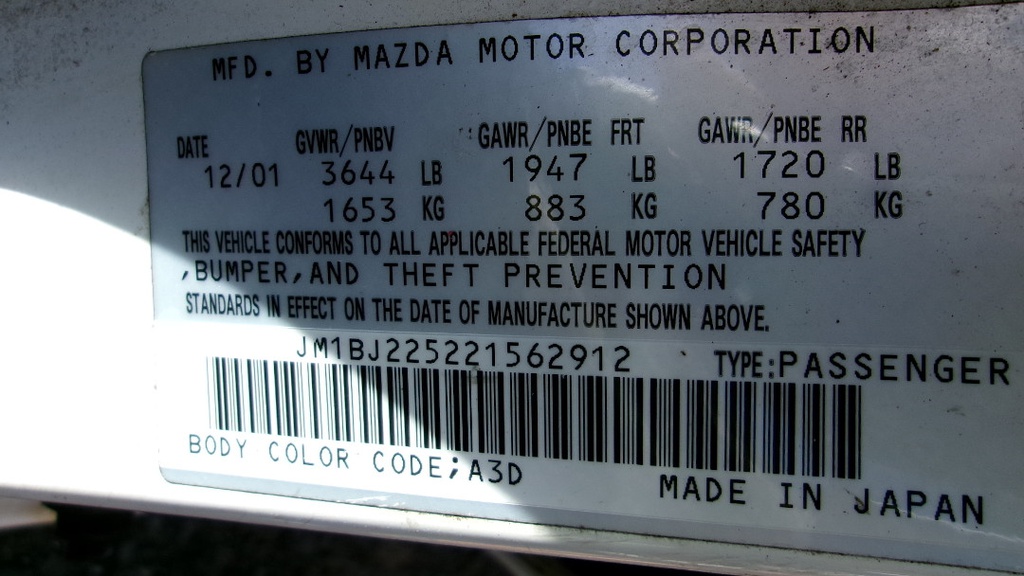 MFD. BY MAZDA MOTOR CORPORATION
DATE GVWR/PNBV GAWR/PNBE FRT GAWR/PNBE RR
12/01 3644 LB 1947 LB 1720 LB
1653 KG 883 KG 780 KG
THIS VEHICLE CONFORMS TO ALL APPLICABLE FEDERAL MOTOR VEHICLE SAFETY
,BUMPER,AND THEFT PREVENTION
STANDARDS IN EFFECT ON THE DATE OF MANUFACTURE SHOWN ABOVE.
JM1BJ225221562912 TYPE:PASSENGER
BODY COLOR CODE;A3D
MADE IN JAPAN